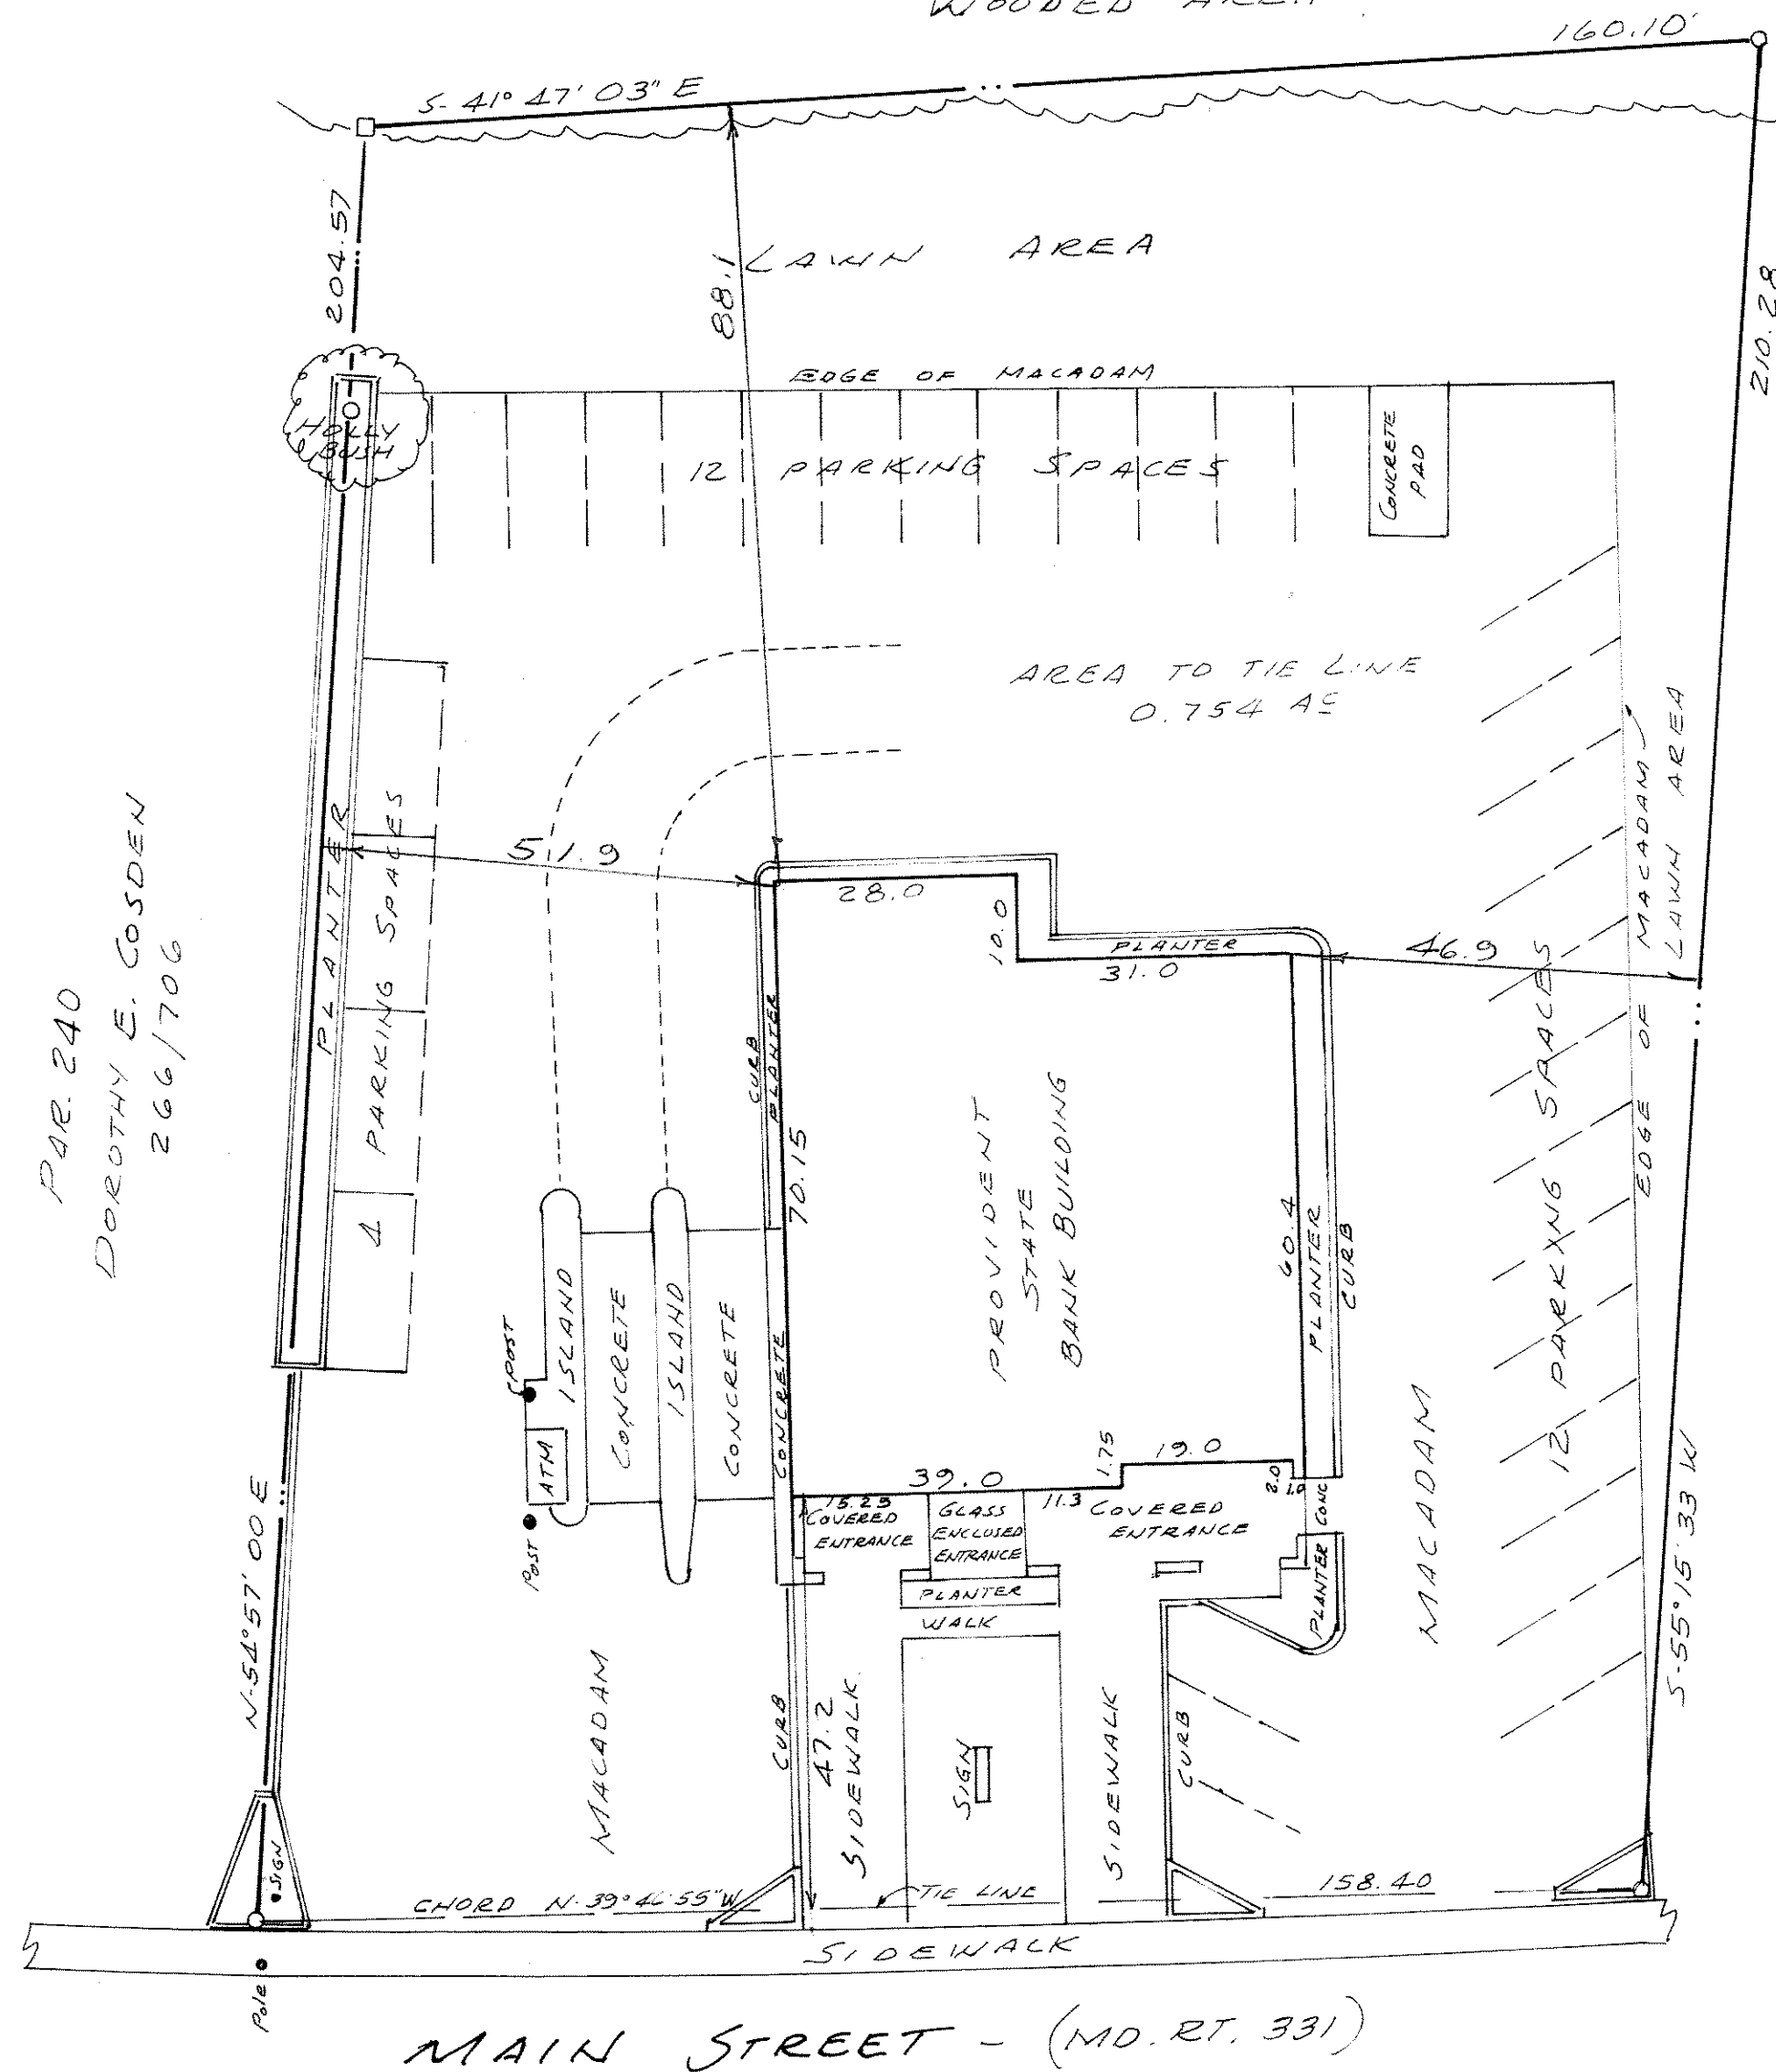 WOODED AREA
160.10'
S-41° 47' 03" E
204.57
88.1
LAWN AREA
210.28
EDGE OF MACADAM
HOLLY
BUSH
12 PARKING SPACES
CONCRETE
PAD
AREA TO TIE LINE
0.754 AC
PLANTER
4 PARKING SPACES
51.9
28.0
10.0
PLANTER
31.0
46.9
EDGE OF MACADAM
LAWN AREA
PAR. 240
DOROTHY E. COSDEN
266/706
CURB
PLANTER
70.15
PROVIDENT
STATE
BANK BUILDING
60.4
PLANTER
CURB
12 PARKING SPACES
MACADAM
POST
ISLAND
CONCRETE
ISLAND
CONCRETE
CONCRETE
ATM
POST
39.0
1.75
19.0
2.0
1.0
15.25
COVERED
ENTRANCE
GLASS
ENCLOSED
ENTRANCE
11.3
COVERED
ENTRANCE
CONC
PLANTER
PLANTER
WALK
N-54° 57' 00 E
S-55° 15' 33 W
MACADAM
CURB
47.2
SIDEWALK
SIGN
SIDEWALK
CURB
SIGN
CHORD N-39° 46' 55" W
TIE LINE
158.40
SIDEWALK
Pole
MAIN STREET - (MD. RT. 331)